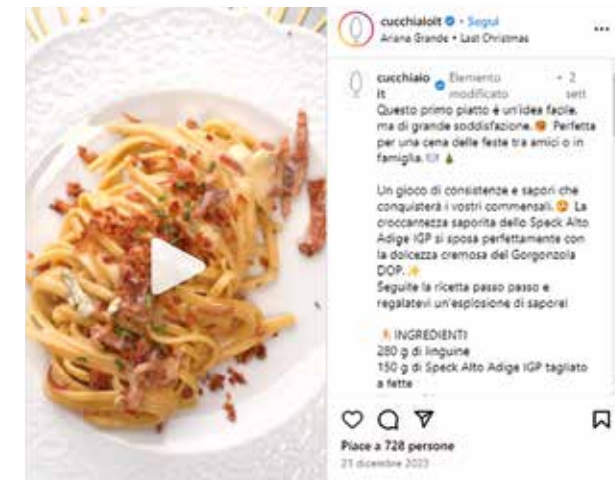 cucchiaioit • Segui
Ariana Grande • Last Christmas
cucchiaio Elemento • 2
it modificato sett
Questo primo piatto è un'idea facile,
ma di grande soddisfazione. 😍 Perfetta
per una cena delle feste tra amici o in
famiglia. 🍽️ 🎄
Un gioco di consistenze e sapori che
conquisterà i vostri commensali. 😍 La
croccantezza saporita dello Speck Alto
Adige IGP si sposa perfettamente con
la dolcezza cremosa del Gorgonzola
DOP. ✨
Seguite la ricetta passo passo e
regalatevi un'esplosione di sapore!
INGREDIENTI
280 g di linguine
150 g di Speck Alto Adige IGP tagliato
a fette
Piace a 728 persone
21 dicembre 2023